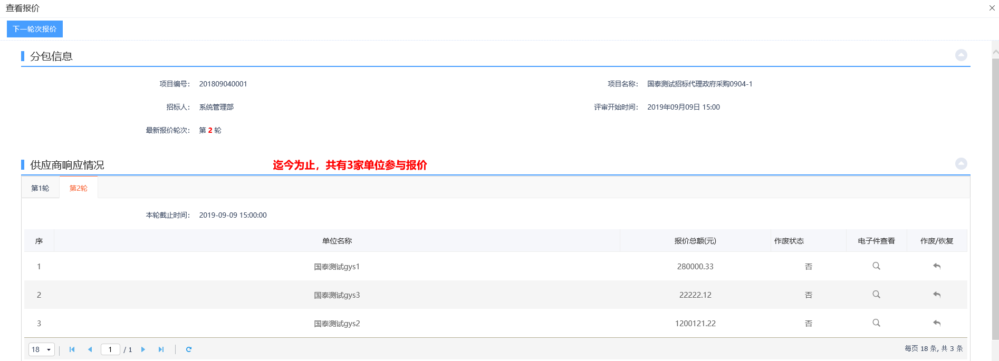 查看报价
下一轮次报价
分包信息
项目编号： 201809040001 项目名称： 国泰测试招标代理政府采购0904-1
招标人： 系统管理部 评审开始时间： 2019年09月09日 15:00
最新报价轮次： 第 2 轮
供应商响应情况 迄今为止，共有3家单位参与报价
第1轮 第2轮
本轮截止时间： 2019-09-09 15:00:00
序 单位名称 报价总额(元) 作废状态 电子件查看 作废/恢复
1 国泰测试gys1 280000.33 否
2 国泰测试gys3 22222.12 否
3 国泰测试gys2 1200121.22 否
18 1 / 1 每页 18 条, 共 3 条